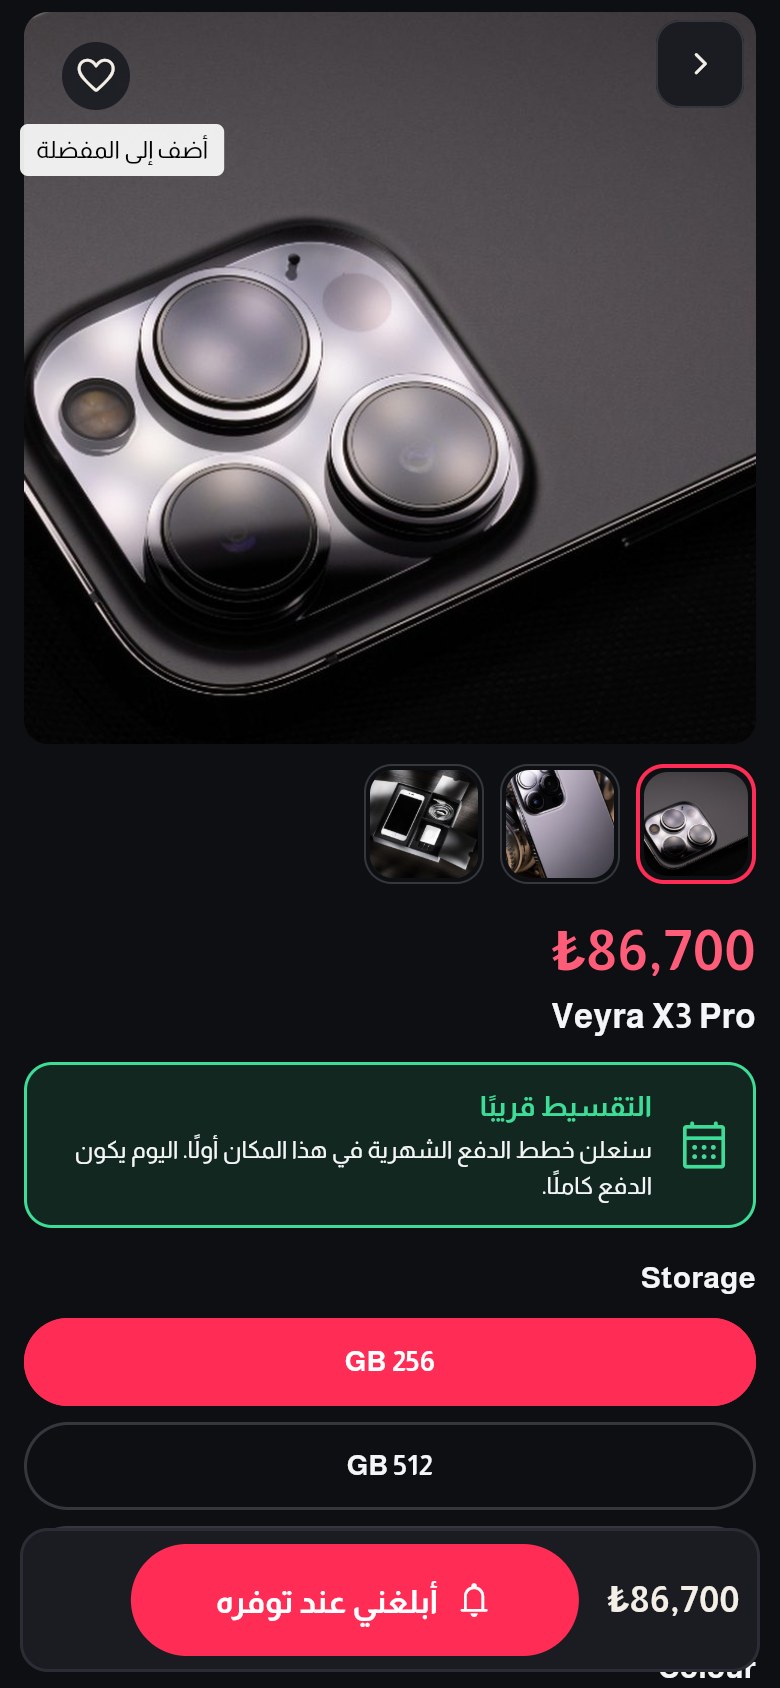 أضف إلى المفضلة
₺86,700
Veyra X3 Pro
التقسيط قريبًا
سنعلن خطط الدفع الشهرية في هذا المكان أولًا. اليوم يكون
الدفع كاملًا.
Storage
GB 256
GB 512
₺86,700
أبلغني عند توفره
Colour